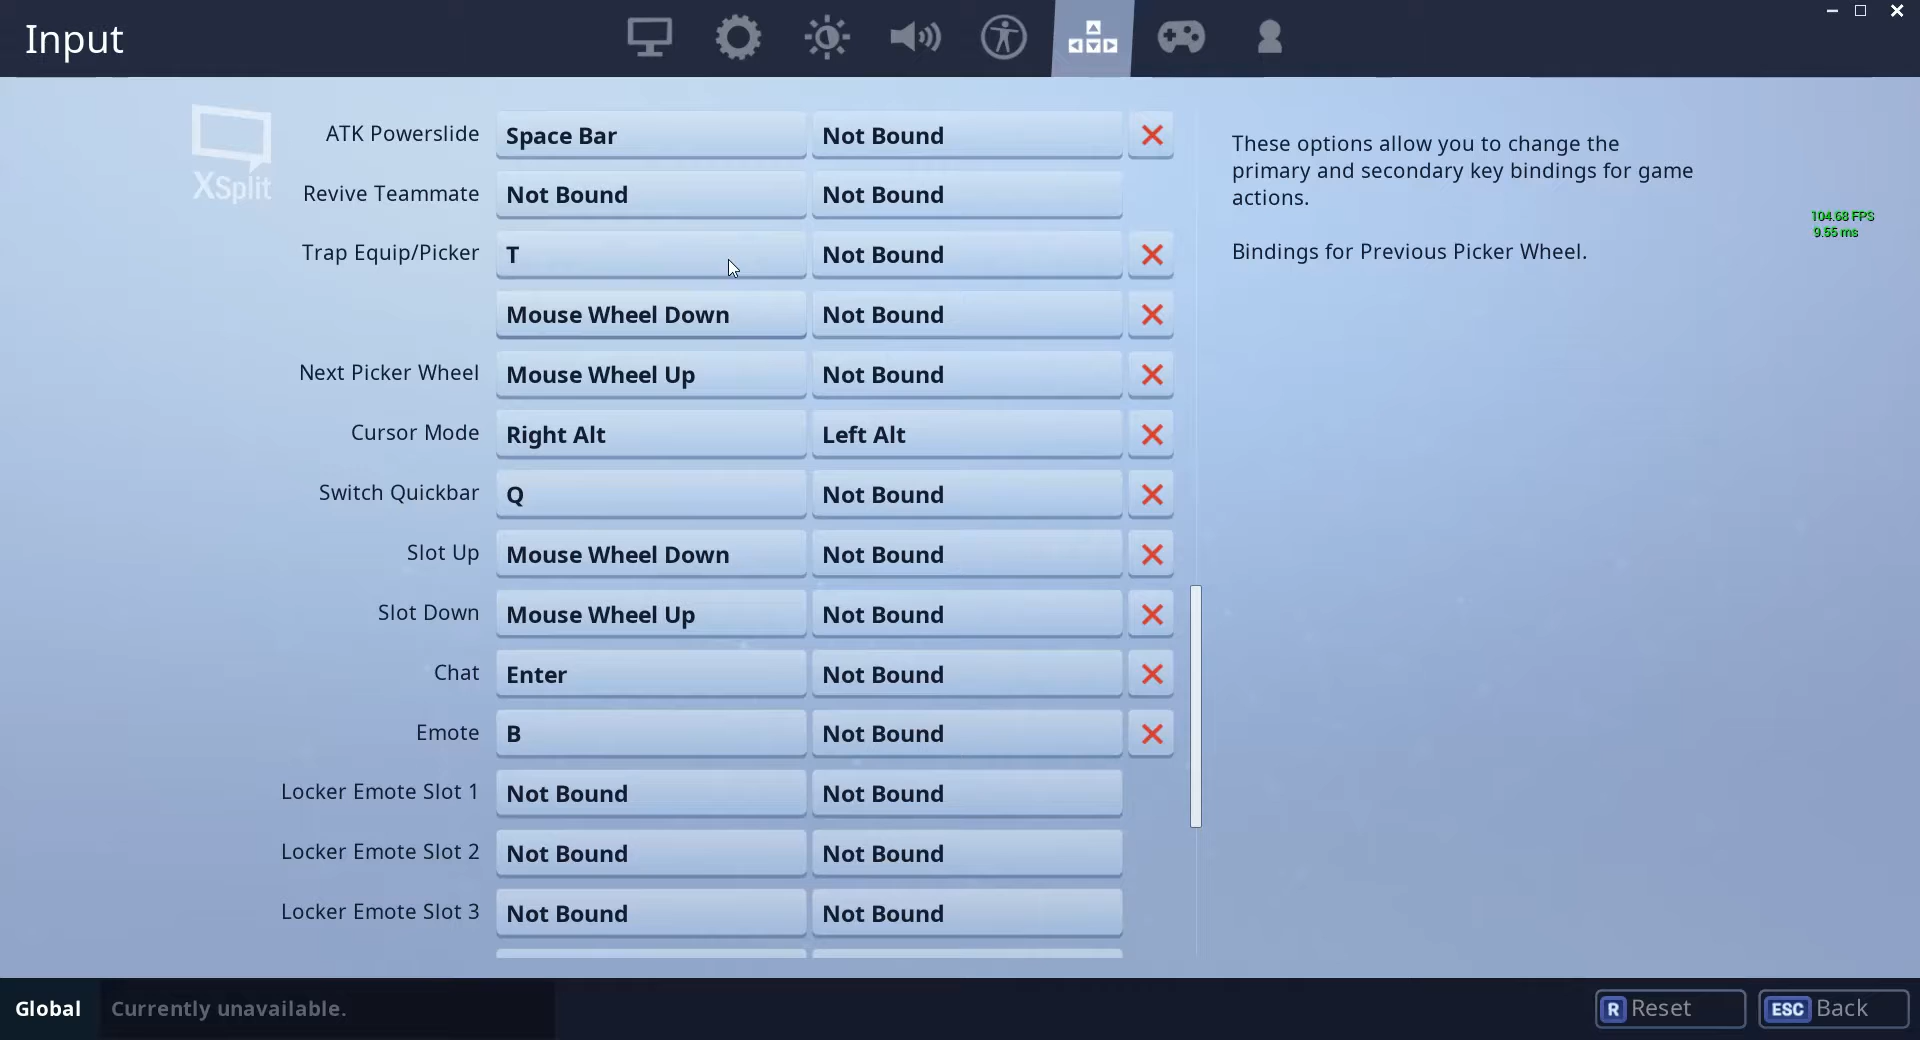 Input
XSplit
ATK Powerslide Space Bar Not Bound
Revive Teammate Not Bound Not Bound
Trap Equip/Picker T Not Bound
Mouse Wheel Down Not Bound
Next Picker Wheel Mouse Wheel Up Not Bound
Cursor Mode Right Alt Left Alt
Switch Quickbar Q Not Bound
Slot Up Mouse Wheel Down Not Bound
Slot Down Mouse Wheel Up Not Bound
Chat Enter Not Bound
Emote B Not Bound
Locker Emote Slot 1 Not Bound Not Bound
Locker Emote Slot 2 Not Bound Not Bound
Locker Emote Slot 3 Not Bound Not Bound
These options allow you to change the
primary and secondary key bindings for game
actions.
Bindings for Previous Picker Wheel.
104.68 FPS
9.55 ms
Global Currently unavailable.
R Reset ESC Back